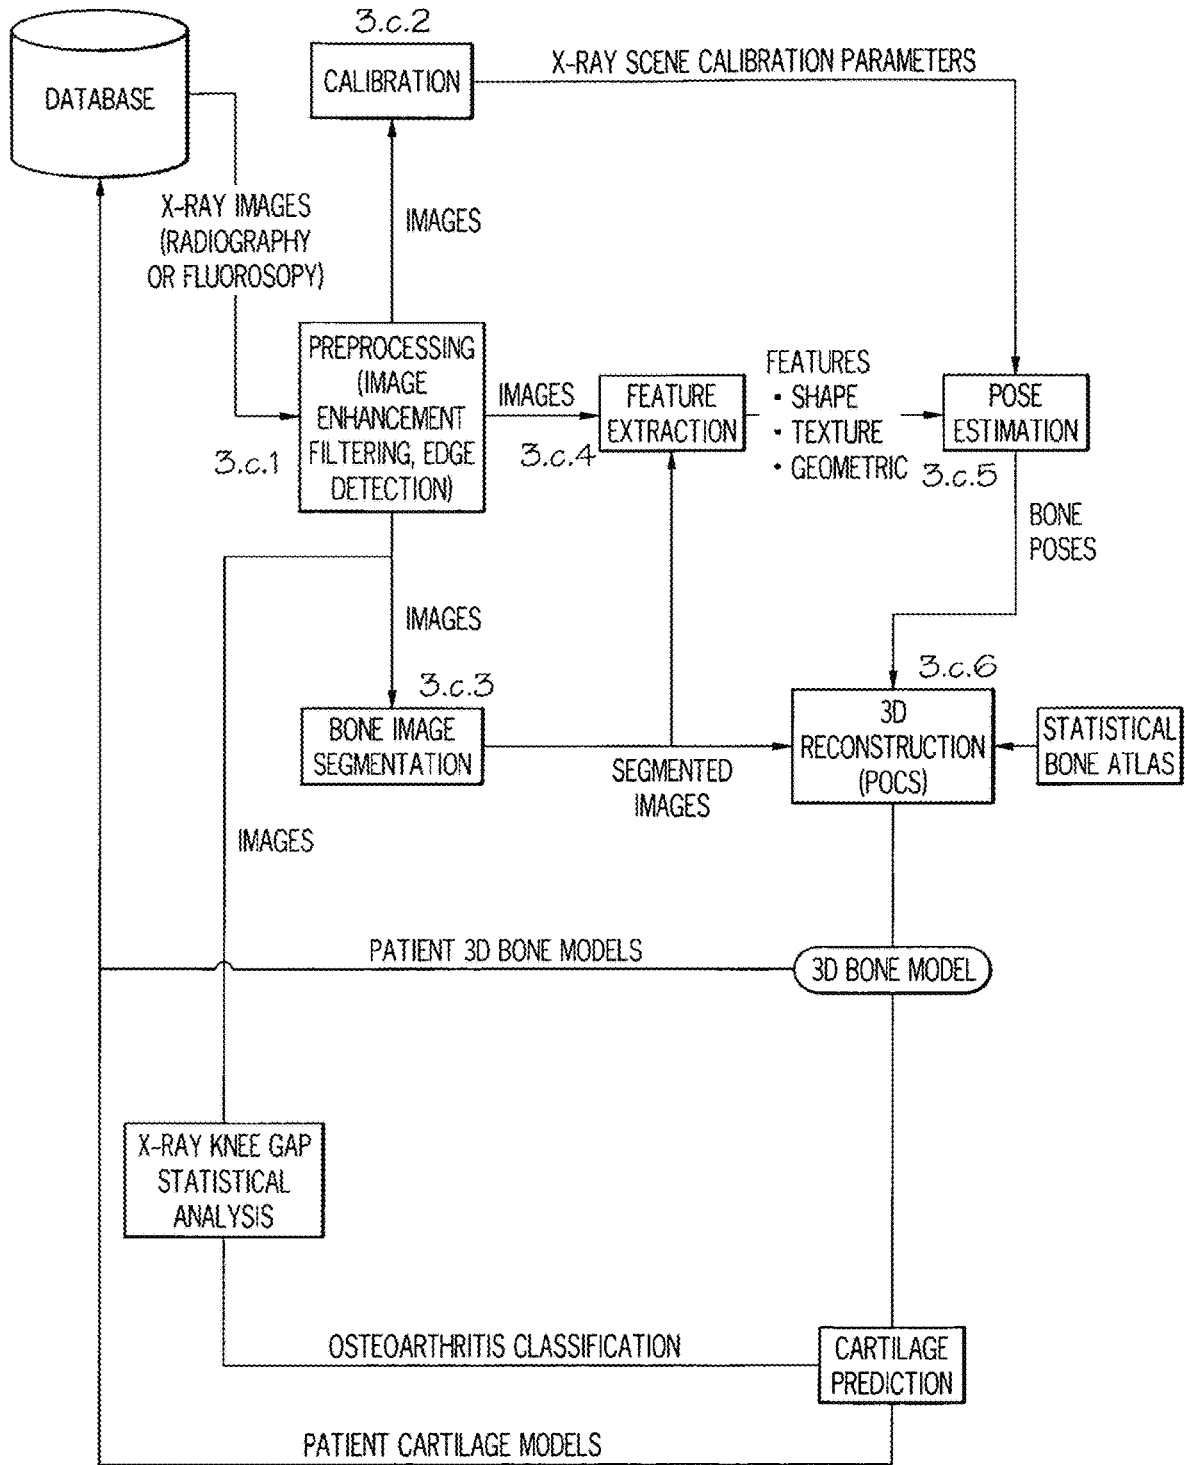 3.c.2
CALIBRATION
X-RAY SCENE CALIBRATION PARAMETERS
DATABASE
X-RAY IMAGES
(RADIOGRAPHY
OR FLUOROSOPY)
IMAGES
PREPROCESSING
(IMAGE
ENHANCEMENT
FILTERING, EDGE
DETECTION)
3.c.1
IMAGES
3.c.4
FEATURE
EXTRACTION
FEATURES
• SHAPE
• TEXTURE
• GEOMETRIC
POSE
ESTIMATION
3.c.5
BONE
POSES
IMAGES
3.c.3
BONE IMAGE
SEGMENTATION
SEGMENTED
IMAGES
3.c.6
3D
RECONSTRUCTION
(POCS)
STATISTICAL
BONE ATLAS
IMAGES
PATIENT 3D BONE MODELS
3D BONE MODEL
X-RAY KNEE GAP
STATISTICAL
ANALYSIS
OSTEOARTHRITIS CLASSIFICATION
CARTILAGE
PREDICTION
PATIENT CARTILAGE MODELS